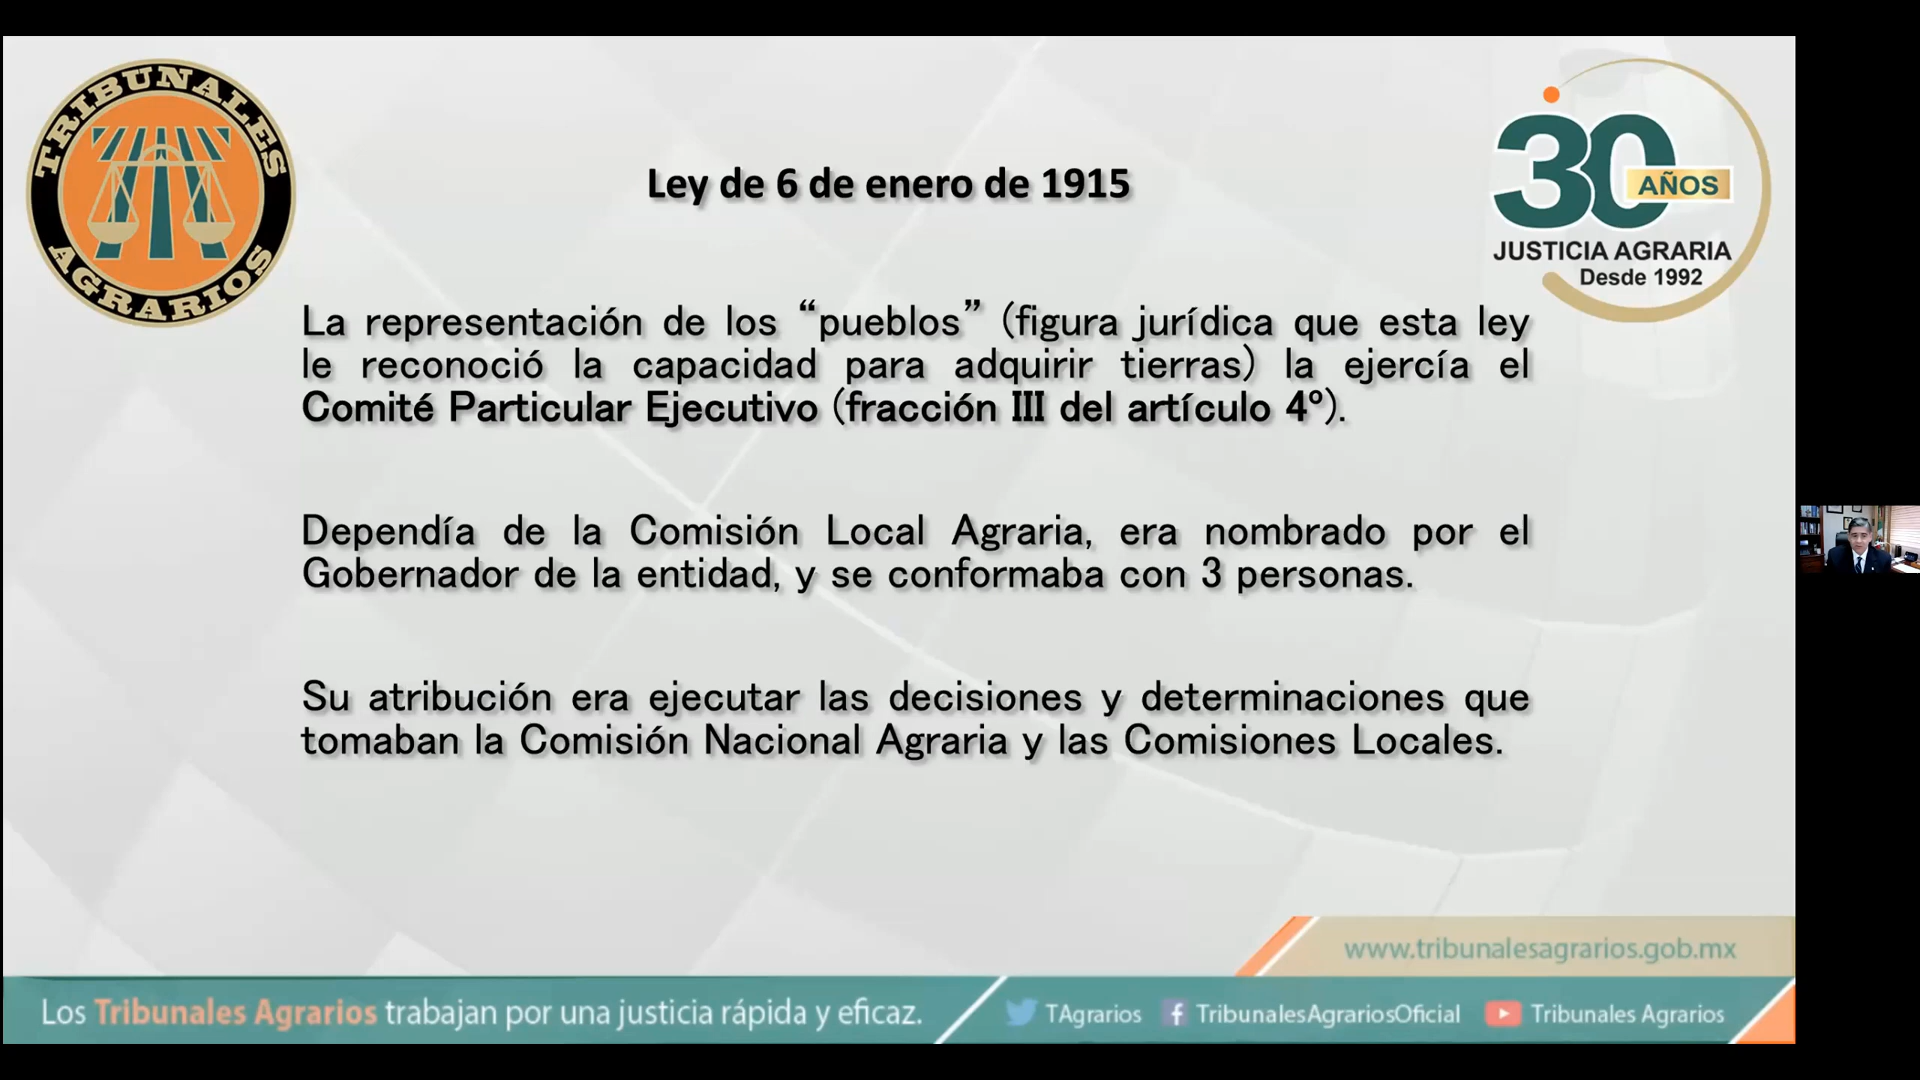 TRIBUNALES
AGRARIOS
30
AÑOS
JUSTICIA AGRARIA
Desde 1992
Ley de 6 de enero de 1915
La representación de los “pueblos” (figura jurídica que esta ley
le reconoció la capacidad para adquirir tierras) la ejercía el
Comité Particular Ejecutivo (fracción III del artículo 4º).
Dependía de la Comisión Local Agraria, era nombrado por el
Gobernador de la entidad, y se conformaba con 3 personas.
Su atribución era ejecutar las decisiones y determinaciones que
tomaban la Comisión Nacional Agraria y las Comisiones Locales.
www.tribunalesagrarios.gob.mx
Los Tribunales Agrarios trabajan por una justicia rápida y eficaz.
TAgrarios
TribunalesAgrariosOficial
Tribunales Agrarios